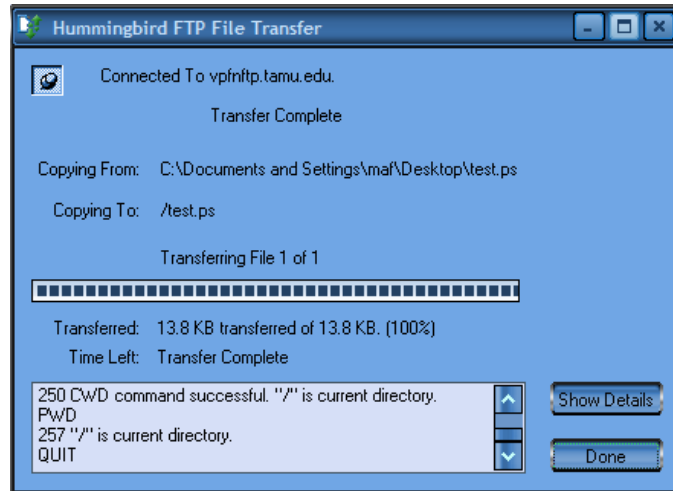 Hummingbird FTP File Transfer
Connected To vpfnftp.tamu.edu.
Transfer Complete
Copying From: C:\Documents and Settings\maf\Desktop\test.ps
Copying To: /test.ps
Transferring File 1 of 1
Transferred: 13.8 KB transferred of 13.8 KB. (100%)
Time Left: Transfer Complete
250 CWD command successful. "/" is current directory.
PWD
257 "/" is current directory.
QUIT
Show Details
Done